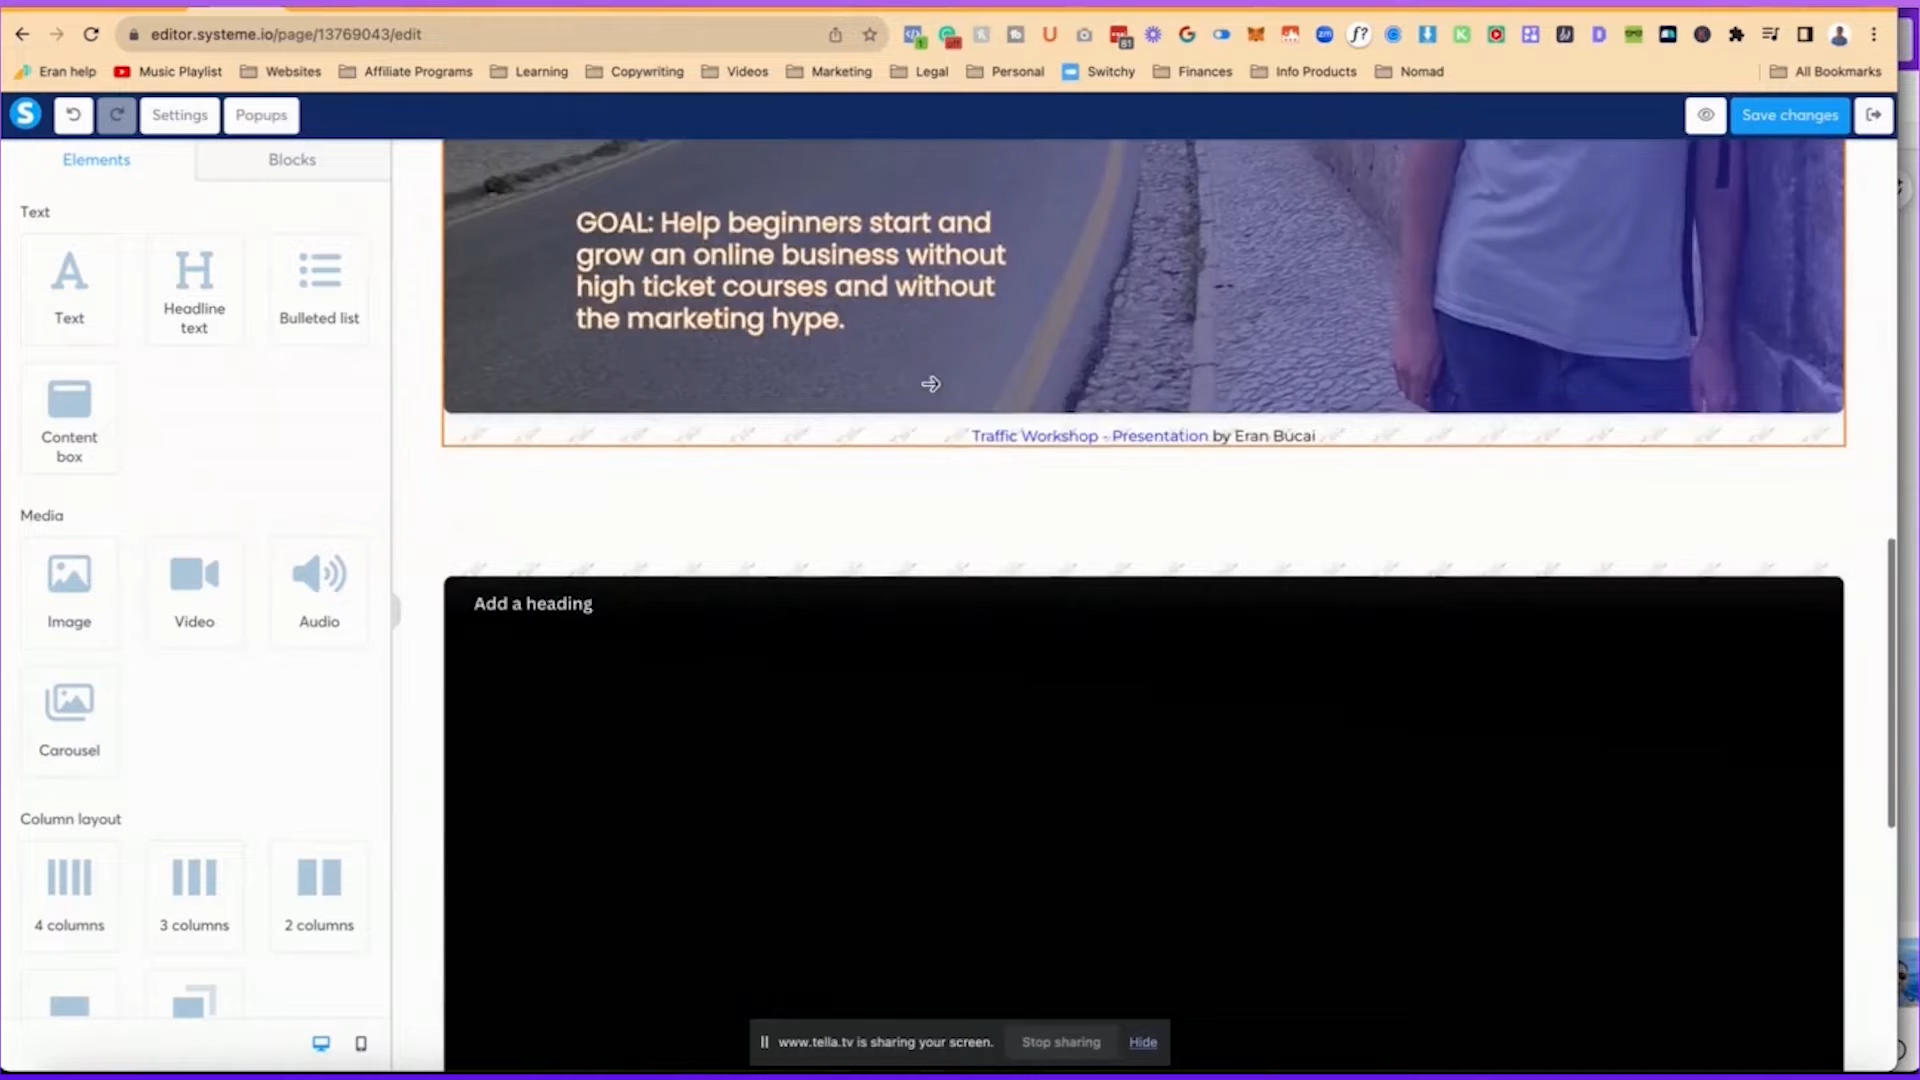 editor.systeme.io/page/13769043/edit
Eran help
Music Playlist
Websites
Affiliate Programs
Learning
Copywriting
Videos
Marketing
Legal
Personal
Switchy
Finances
Info Products
Nomad
All Bookmarks
Settings
Popups
Save changes
Elements
Blocks
Text
Text
Headline
text
Bulleted list
Content
box
Media
Image
Video
Audio
Carousel
Column layout
4 columns
3 columns
2 columns
GOAL: Help beginners start and
grow an online business without
high ticket courses and without
the marketing hype.
Traffic Workshop - Presentation by Eran Bucai
Add a heading
www.tella.tv is sharing your screen.
Stop sharing
Hide